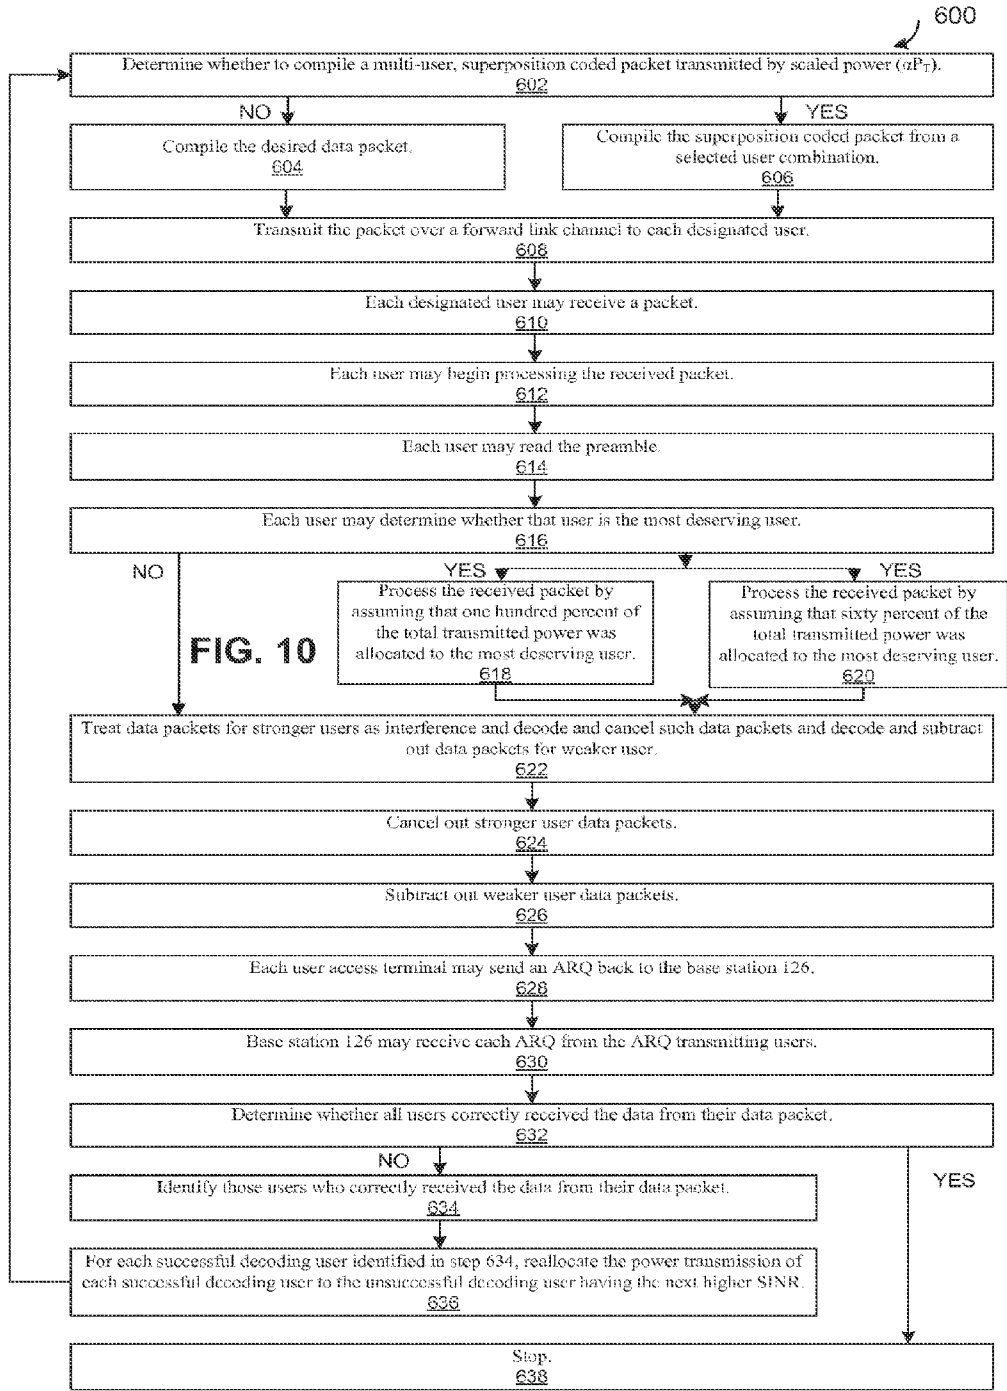 600
Determine whether to compile a multi-user, superposition coded packet transmitted by scaled power (αPT).
602
NO
YES
Compile the desired data packet.
604
Compile the superposition coded packet from a
selected user combination.
606
Transmit the packet over a forward link channel to each designated user.
608
Each designated user may receive a packet.
610
Each user may begin processing the received packet.
612
Each user may read the preamble.
614
Each user may determine whether that user is the most deserving user.
616
NO
YES
YES
Process the received packet by
assuming that one hundred percent of
the total transmitted power was
allocated to the most deserving user.
618
Process the received packet by
assuming that sixty percent of the
total transmitted power was
allocated to the most deserving user.
620
FIG. 10
Treat data packets for stronger users as interference and decode and cancel such data packets and decode and subtract
out data packets for weaker user.
622
Cancel out stronger user data packets.
624
Subtract out weaker user data packets.
626
Each user access terminal may send an ARQ back to the base station 126.
628
Base station 126 may receive each ARQ from the ARQ transmitting users.
630
Determine whether all users correctly received the data from their data packet.
632
NO
YES
Identify those users who correctly received the data from their data packet.
634
For each successful decoding user identified in step 634, reallocate the power transmission of
each successful decoding user to the unsuccessful decoding user having the next higher SINR.
636
Stop.
638